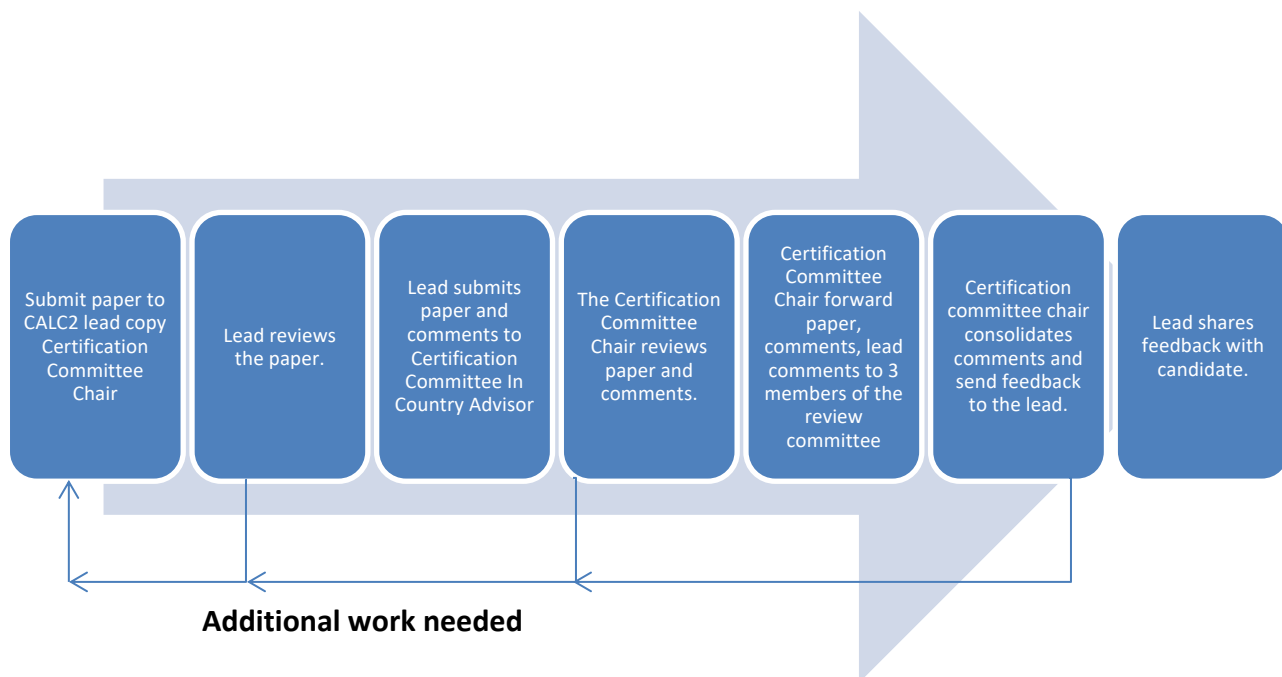 Submit paper to
CALC2 lead copy
Certification
Committee
Chair
Lead reviews
the paper.
Lead submits
paper and
comments to
Certification
Committee In
Country Advisor
The Certification
Committee
Chair reviews
paper and
comments.
Certification
Committee
Chair forward
paper,
comments, lead
comments to 3
members of the
review
committee
Certification
committee chair
consolidates
comments and
send feedback
to the lead.
Lead shares
feedback with
candidate.
Additional work needed